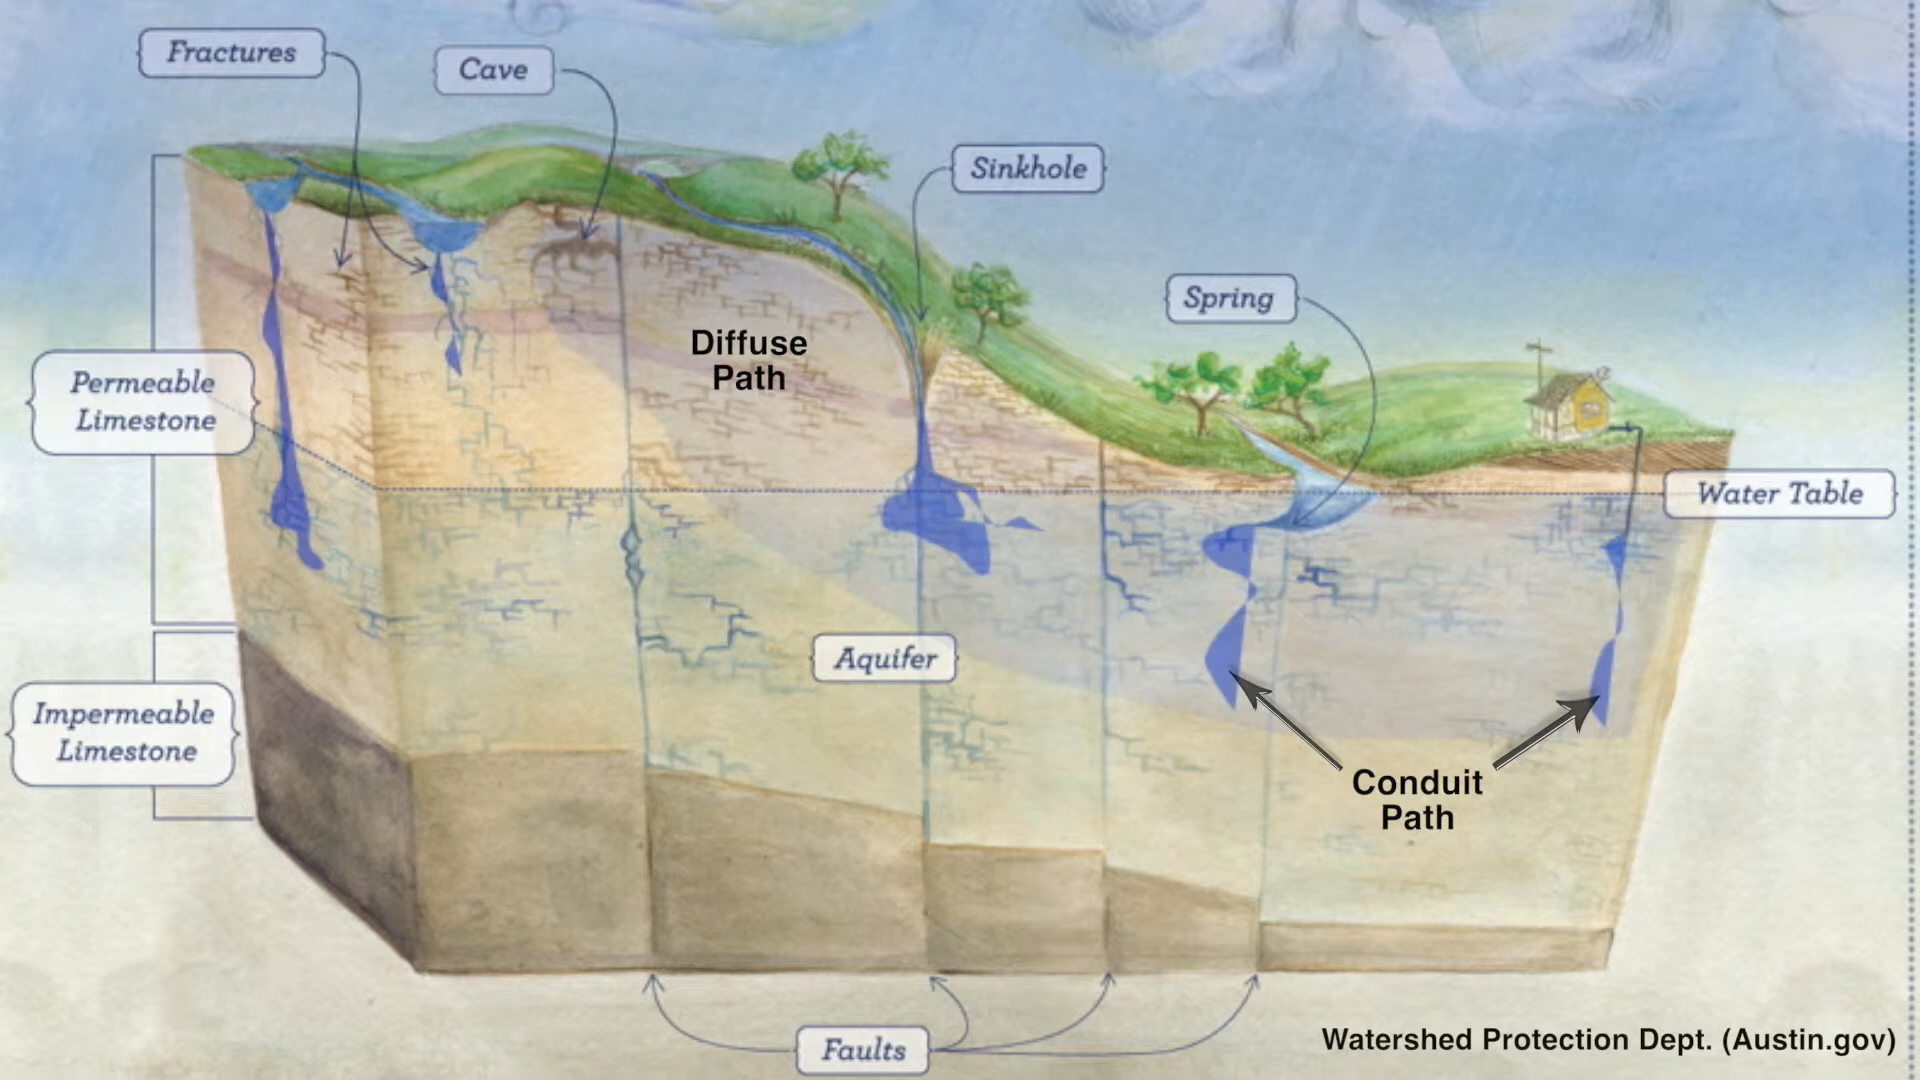 Fractures
Cave
Sinkhole
Spring
Diffuse
Path
Permeable
Limestone
Water Table
Aquifer
Impermeable
Limestone
Conduit
Path
Faults
Watershed Protection Dept. (Austin.gov)